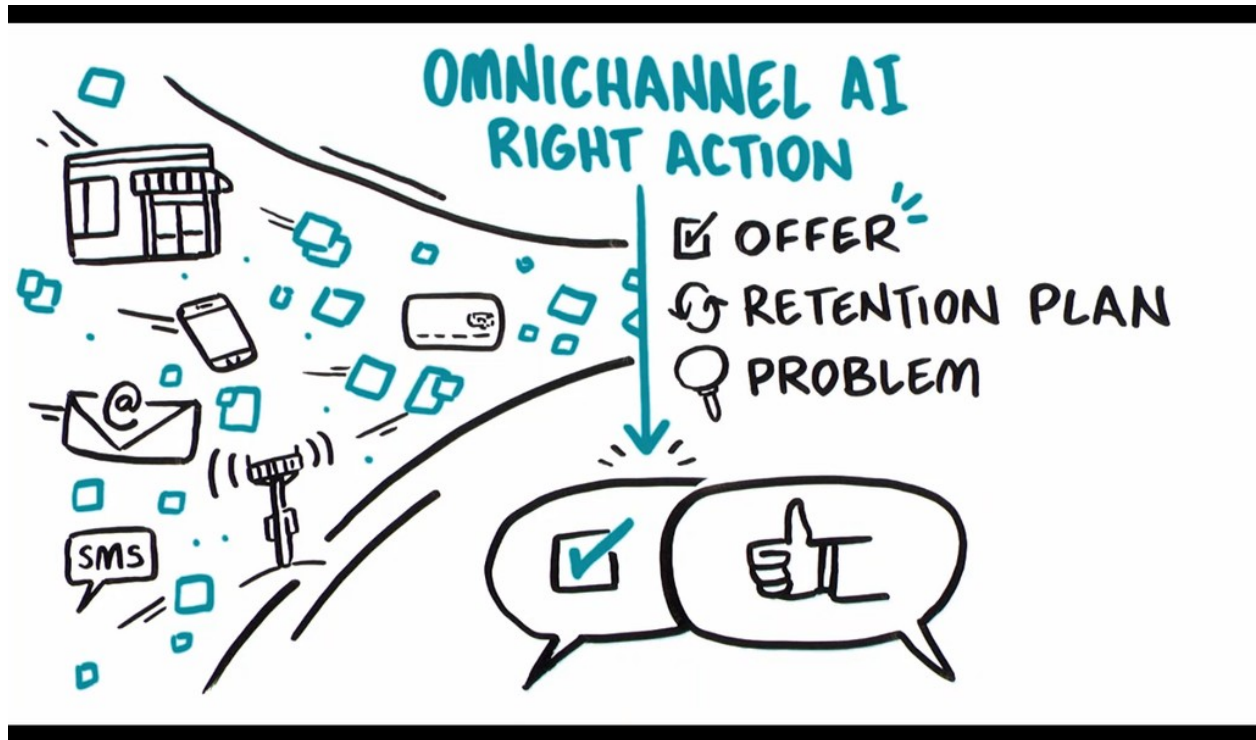 OMNICHANNEL AI
RIGHT ACTION
OFFER
RETENTION PLAN
PROBLEM
@
SMS